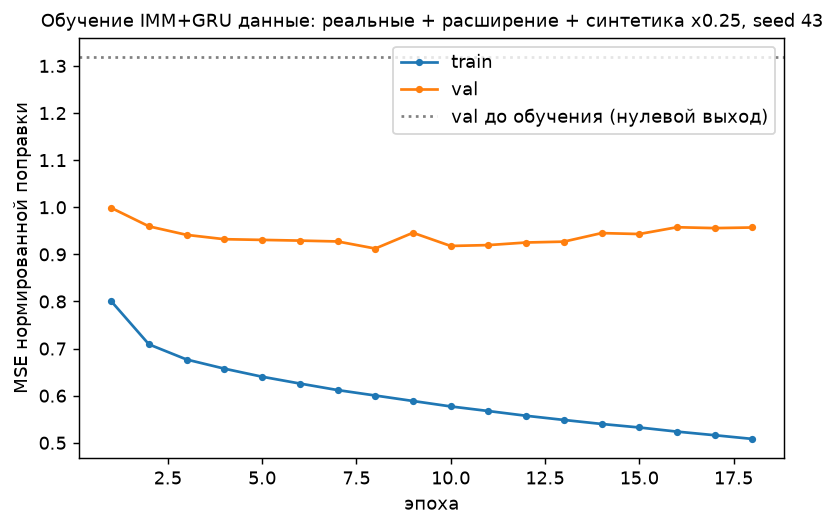 Обучение IMM+GRU данные: реальные + расширение + синтетика x0.25, seed 43
train
val
val до обучения (нулевой выход)
MSE нормированной поправки
1.3
1.2
1.1
1.0
0.9
0.8
0.7
0.6
0.5
2.5 5.0 7.5 10.0 12.5 15.0 17.5
эпоха